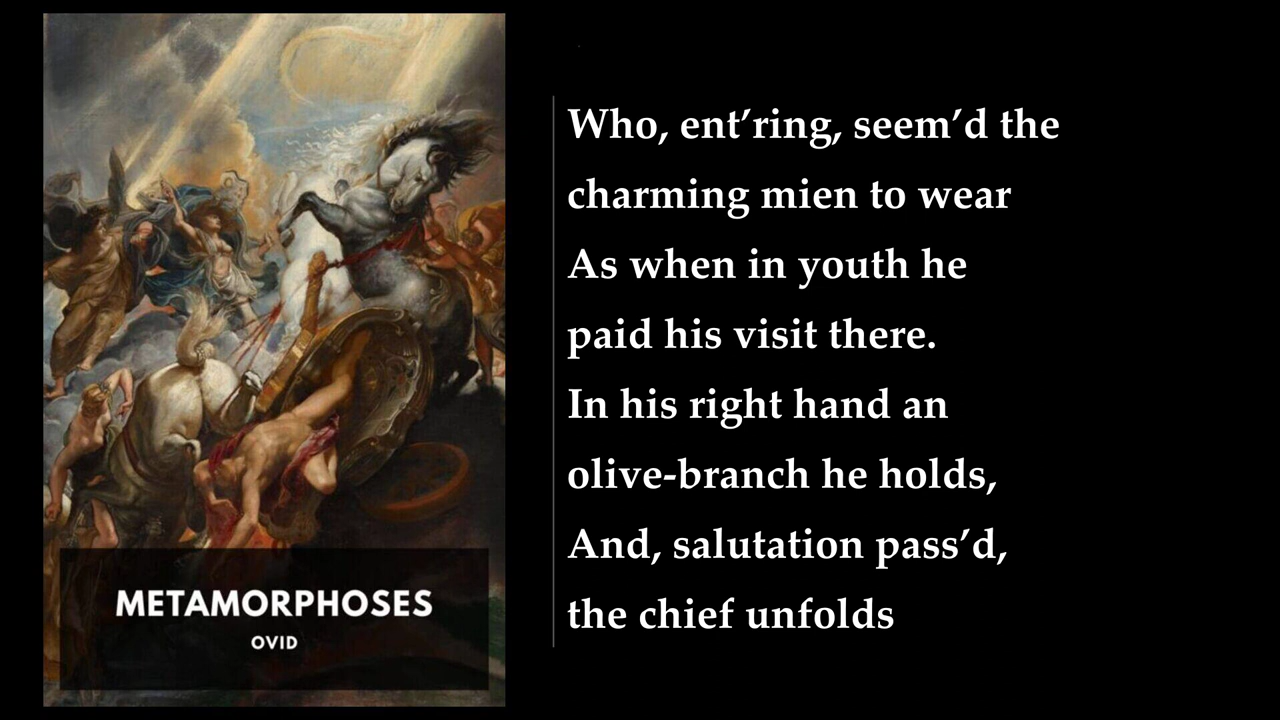 METAMORPHOSES
OVID
Who, ent’ring, seem’d the
charming mien to wear
As when in youth he
paid his visit there.
In his right hand an
olive-branch he holds,
And, salutation pass’d,
the chief unfolds